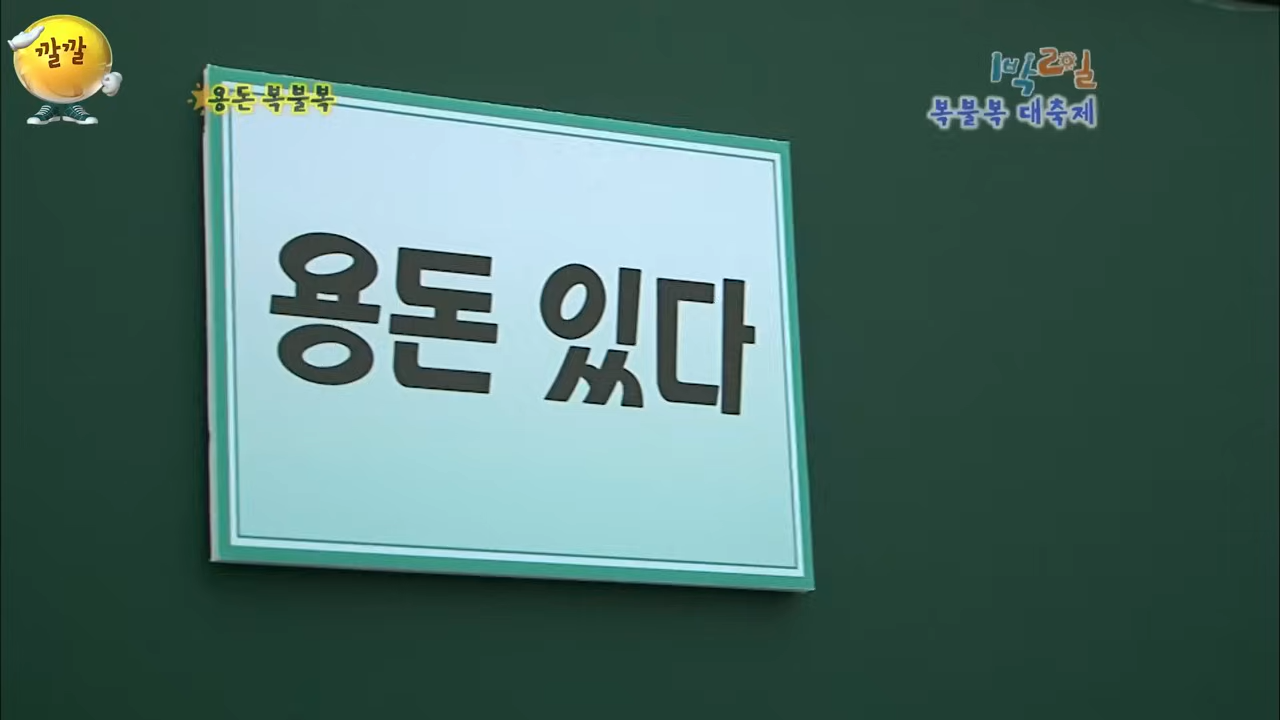 깔깔
용돈 복불복
1박2일
복불복 대축제
용돈 있다